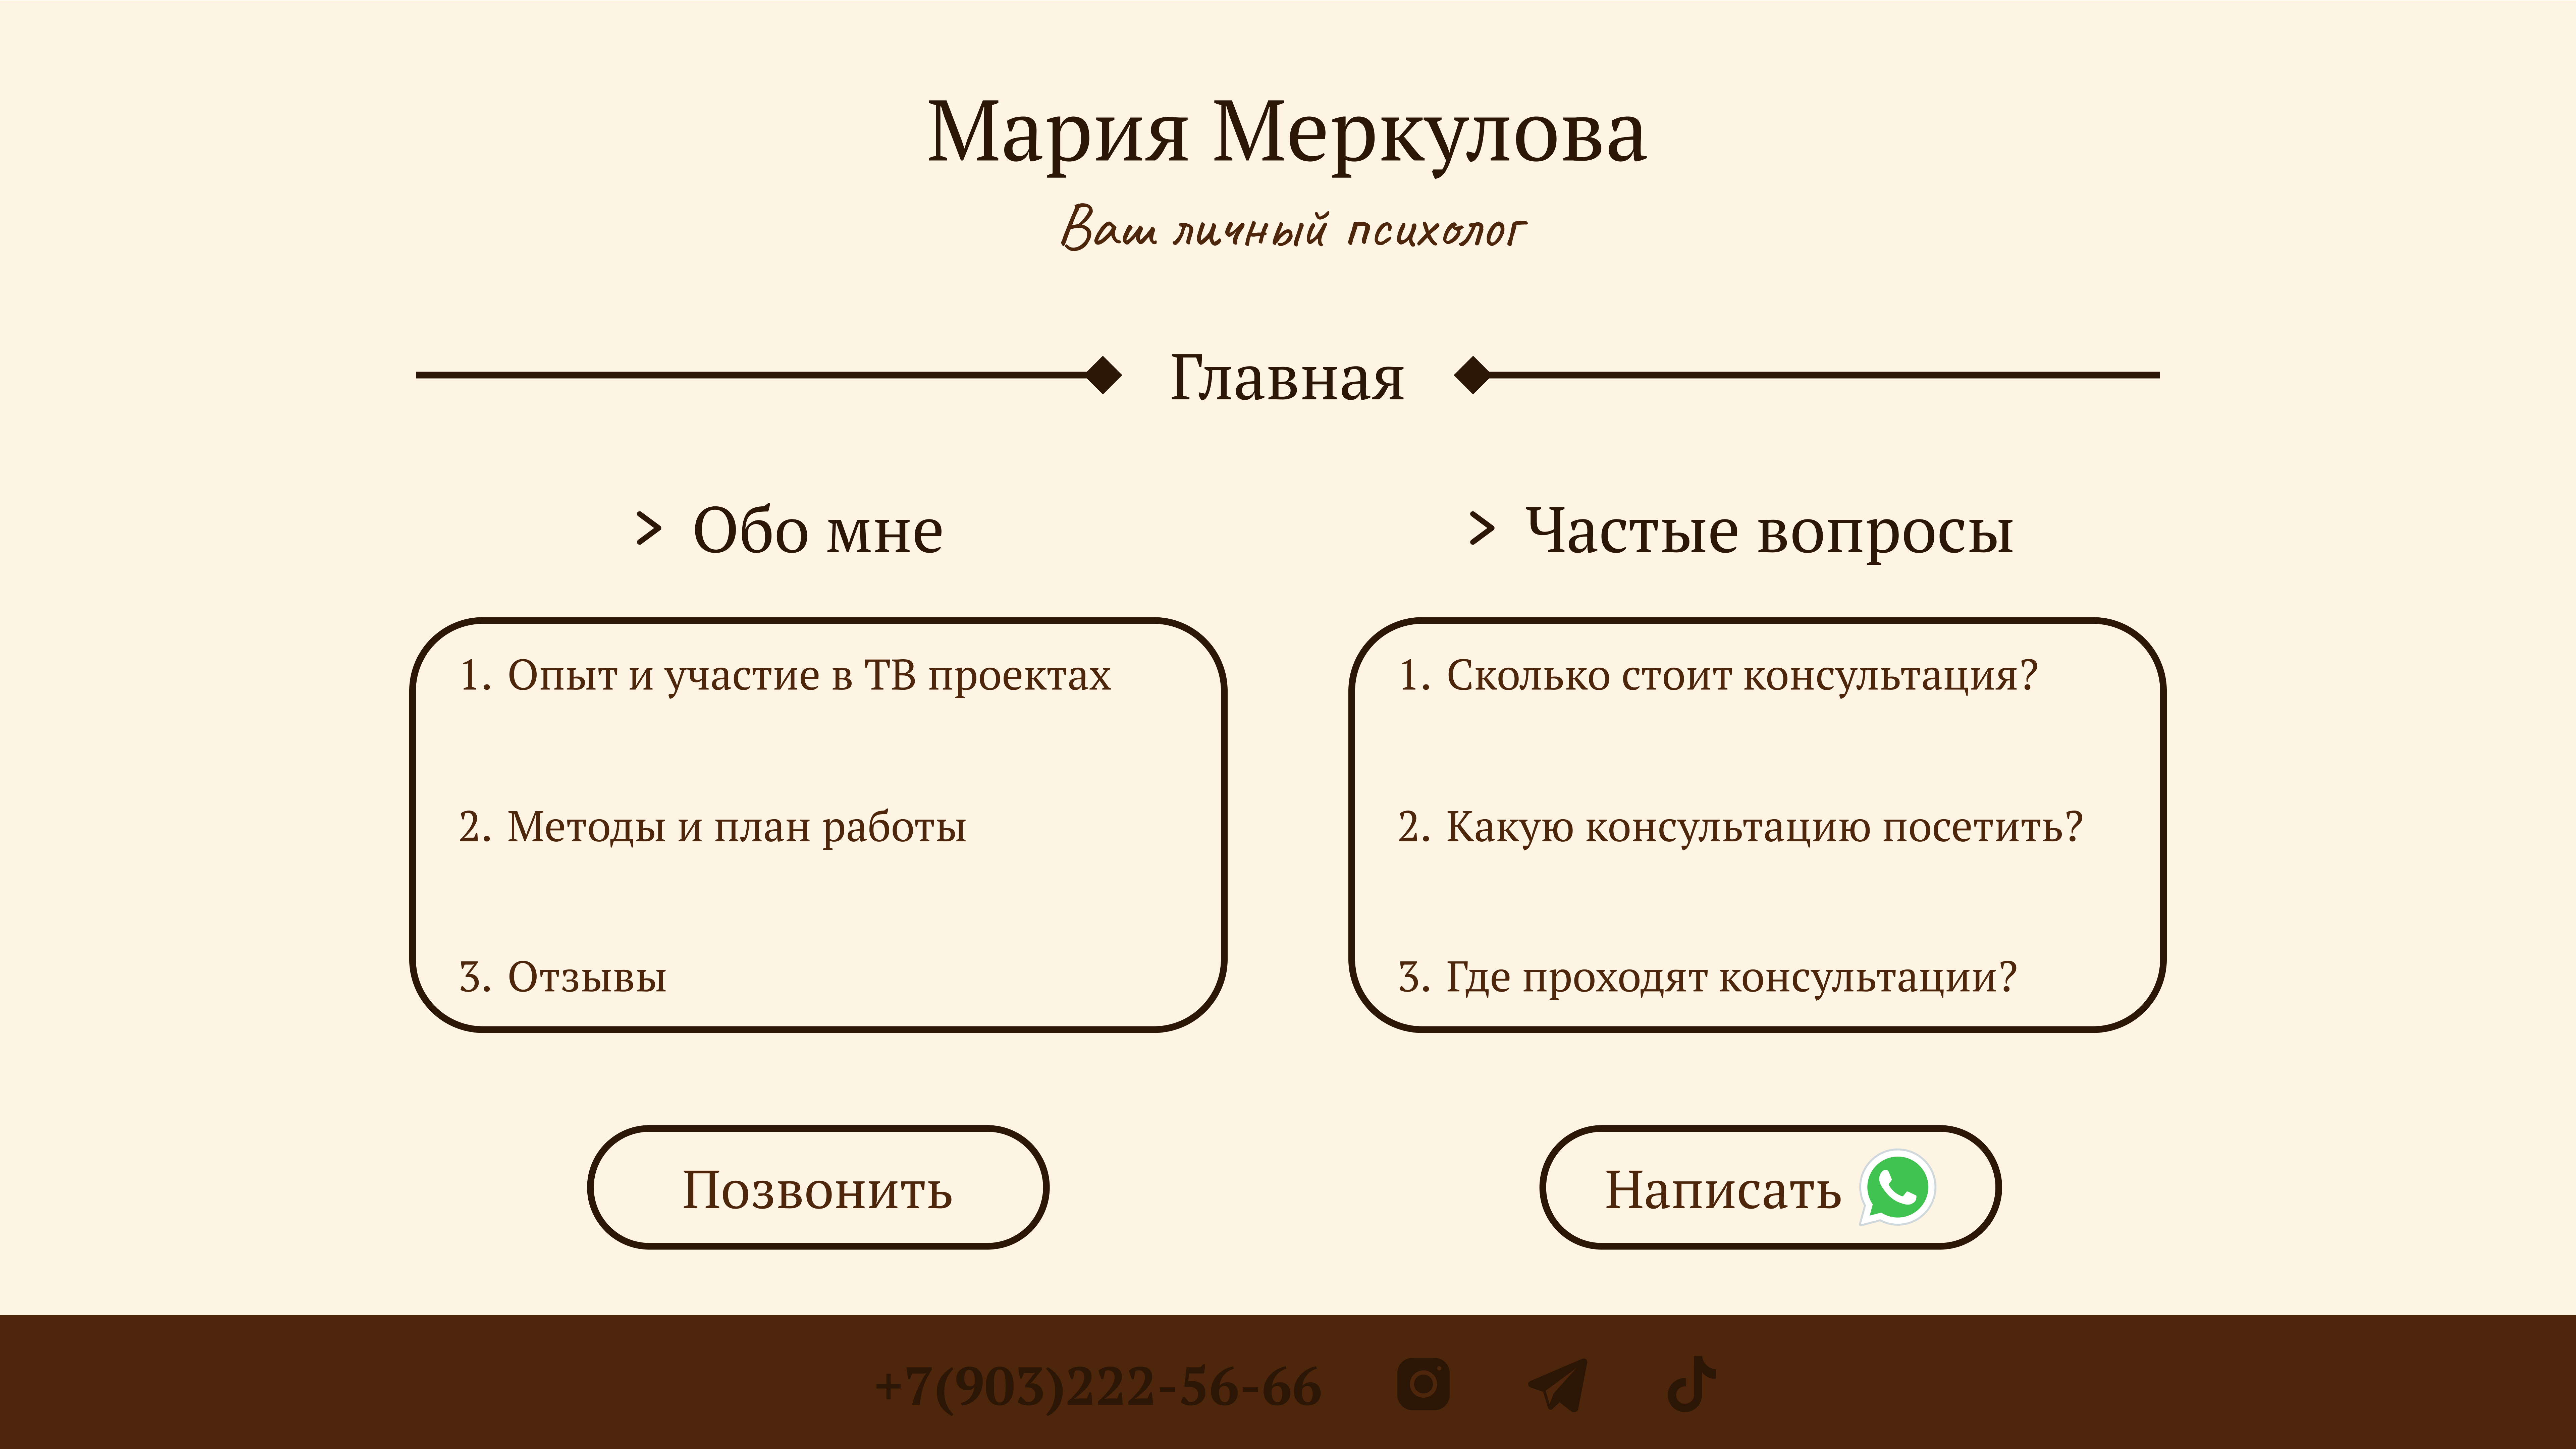 Мария Меркулова
Ваш личный психолог
Главная
> Обо мне
> Частые вопросы
1. Опыт и участие в ТВ проектах
2. Методы и план работы
3. Отзывы
1. Сколько стоит консультация?
2. Какую консультацию посетить?
3. Где проходят консультации?
Позвонить
Написать
+7(903)222-56-66